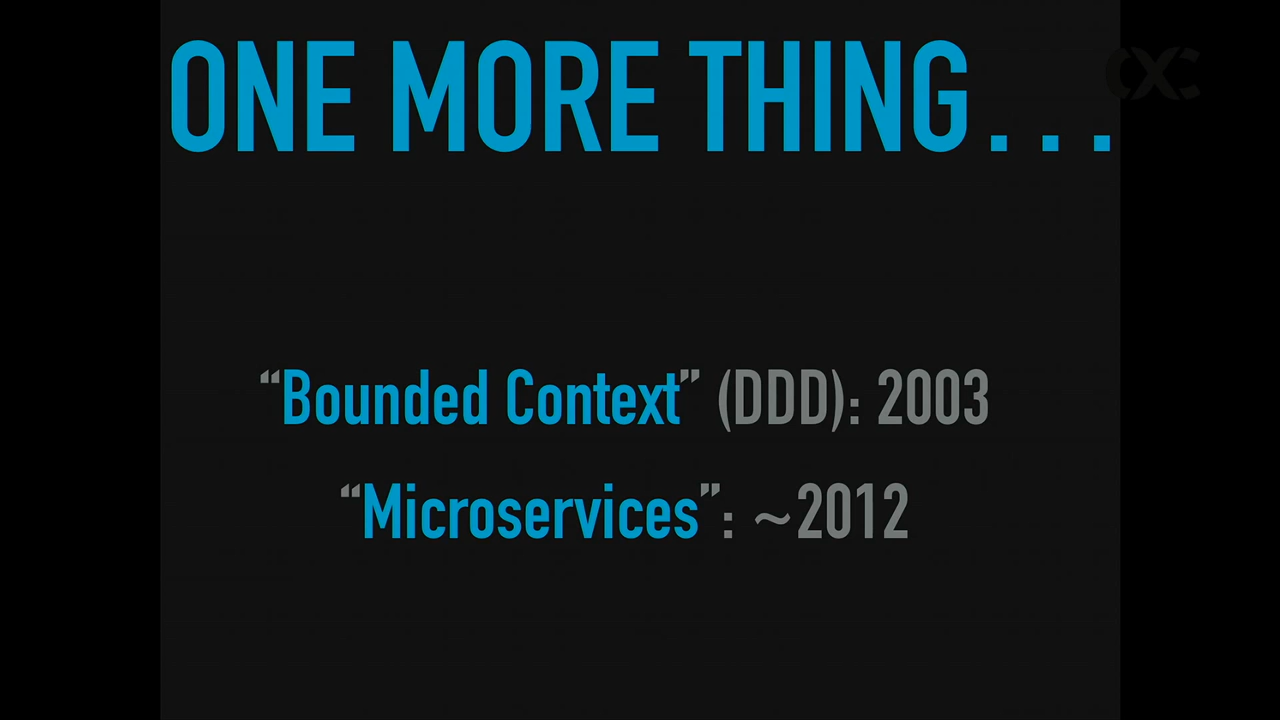 ONE MORE THING...
“Bounded Context” (DDD): 2003
“Microservices”: ~2012